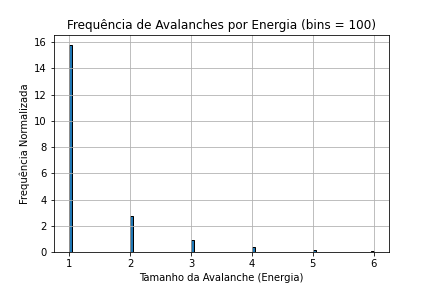 Frequência de Avalanches por Energia (bins = 100)
16
14
12
10
8
6
4
2
0
Frequência Normalizada
1 2 3 4 5 6
Tamanho da Avalanche (Energia)